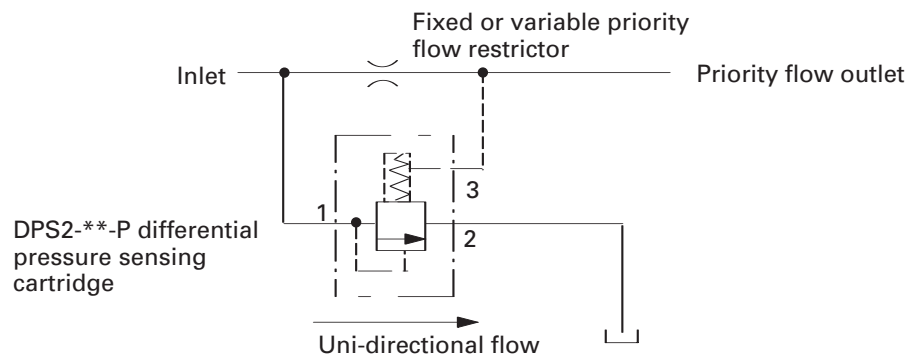 Fixed or variable priority
flow restrictor
Inlet
Priority flow outlet
3
1
2
DPS2-**-P differential
pressure sensing
cartridge
Uni-directional flow